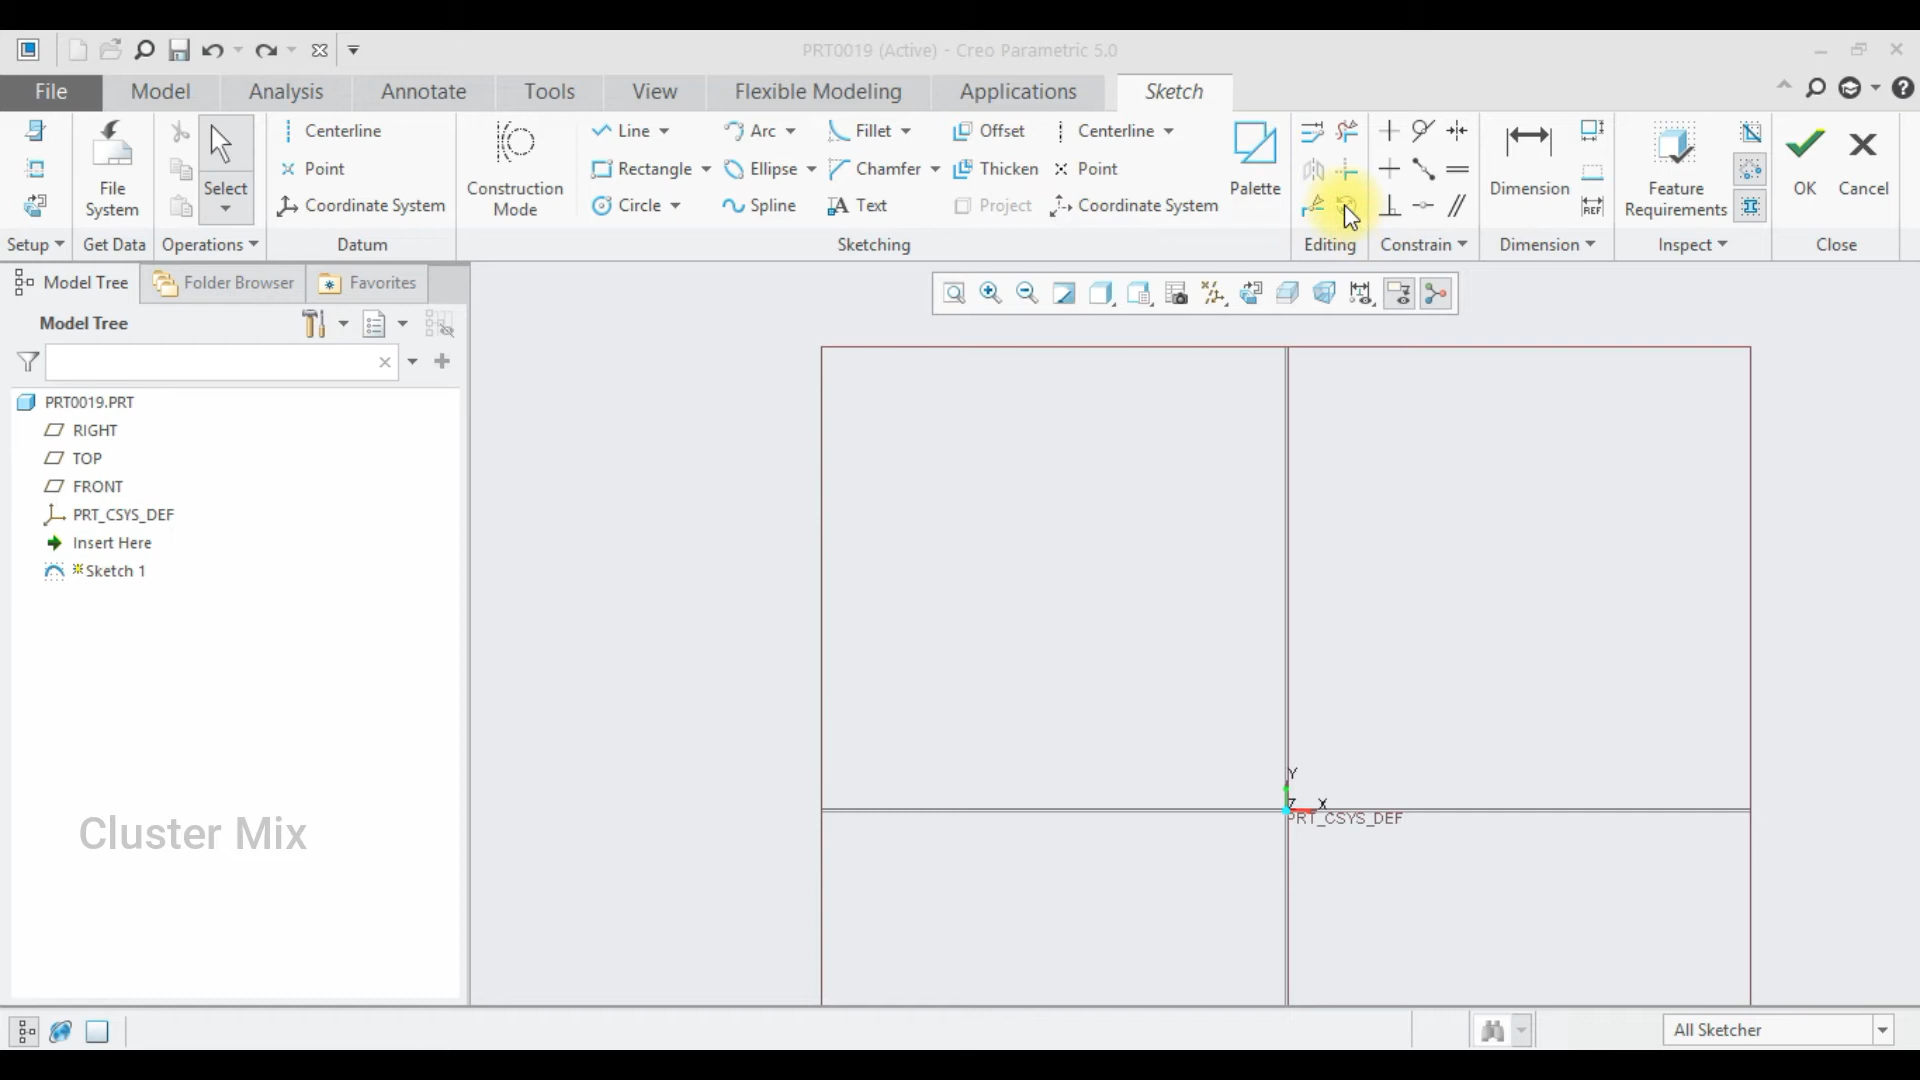 PRT0019 (Active) - Creo Parametric 5.0
File Model Analysis Annotate Tools View Flexible Modeling Applications Sketch
Centerline
Point
Coordinate System
File System
Select
Construction Mode
Line Arc Fillet Offset Centerline
Rectangle Ellipse Chamfer Thicken Point
Circle Spline Text Project Coordinate System
Palette
Dimension
REF
Feature Requirements
OK
Cancel
Setup Get Data Operations Datum Sketching Editing Constrain Dimension Inspect Close
Model Tree Folder Browser Favorites
Model Tree
PRT0019.PRT
RIGHT
TOP
FRONT
PRT_CSYS_DEF
Insert Here
Sketch 1
Y
Z X
PRT_CSYS_DEF
Cluster Mix
All Sketcher